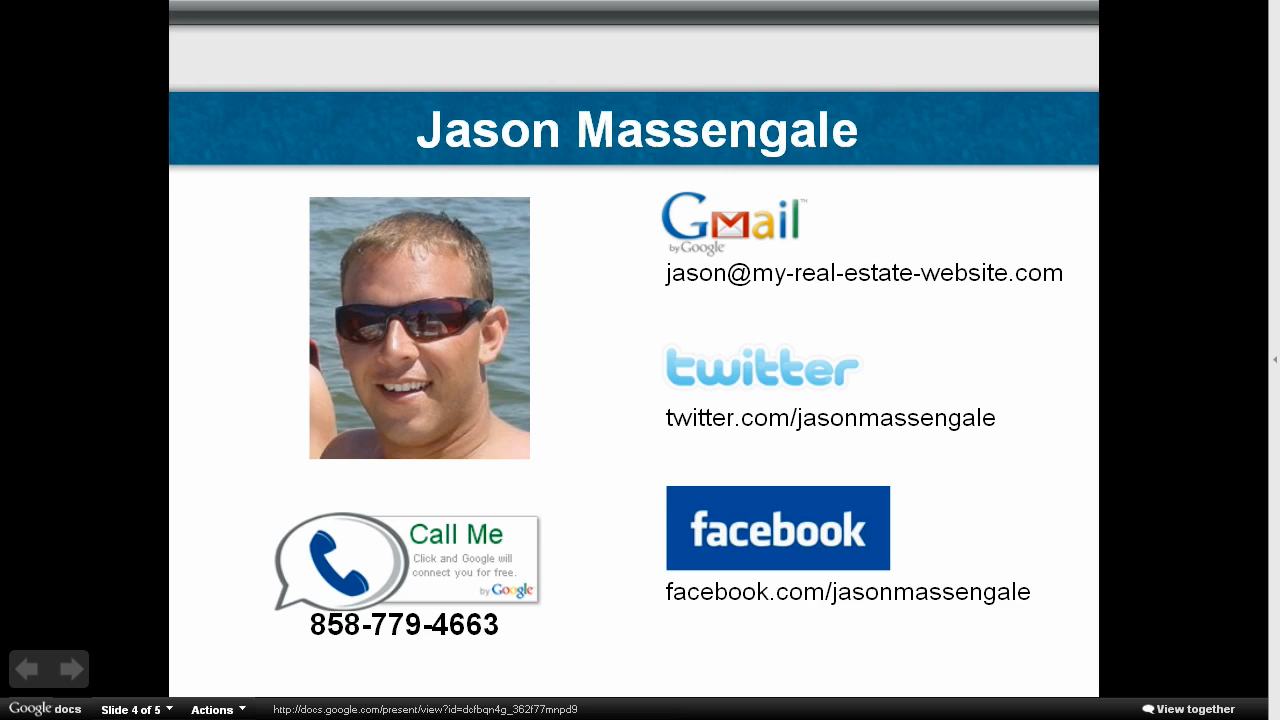 Jason Massengale
Gmail™
by Google
jason@my-real-estate-website.com
twitter
twitter.com/jasonmassengale
facebook
facebook.com/jasonmassengale
Call Me
Click and Google will
connect you for free.
by Google
858-779-4663
Google docs Slide 4 of 5 Actions http://docs.google.com/present/view?id=dcfbqn4g_362f77mnpd9 View together